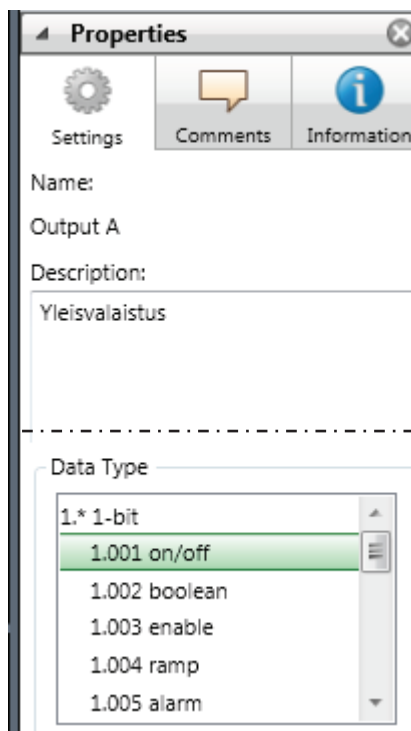 Properties
Settings Comments Information
Name:
Output A
Description:
Yleisvalaistus
Data Type
1.* 1-bit
1.001 on/off
1.002 boolean
1.003 enable
1.004 ramp
1.005 alarm